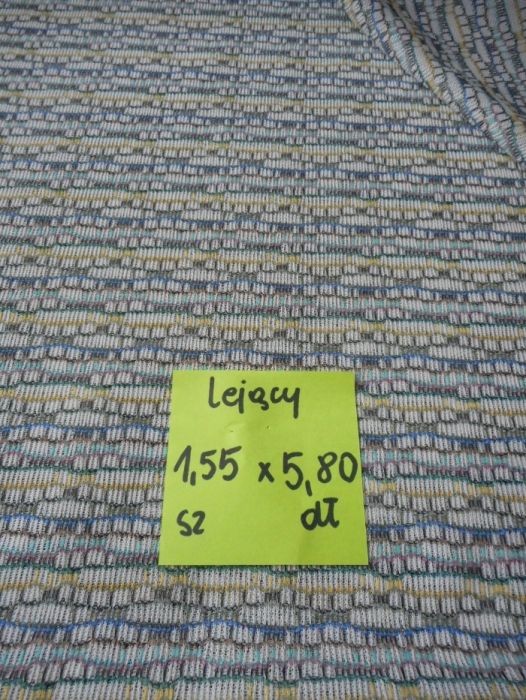 lejący
1,55 x 5,80
sz dł